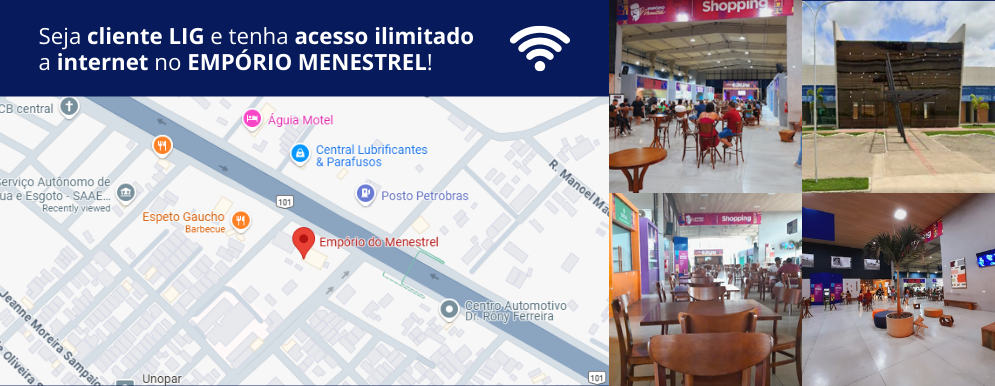 Seja cliente LIG e tenha acesso ilimitado
a internet no EMPÓRIO MENESTREL!
CB central
Águia Motel
Central Lubrificantes
& Parafusos
R. Manoel Ma
erviço Autônomo de
ua e Esgoto - SAAE...
Recently viewed
Posto Petrobras
101
Espeto Gaucho
Barbecue
Empório do Menestrel
Centro Automotivo
Dr. Rony Ferreira
Jeanne Moreira Sampaio
de Oliveira
Unopar
101
Shopping
Shopping